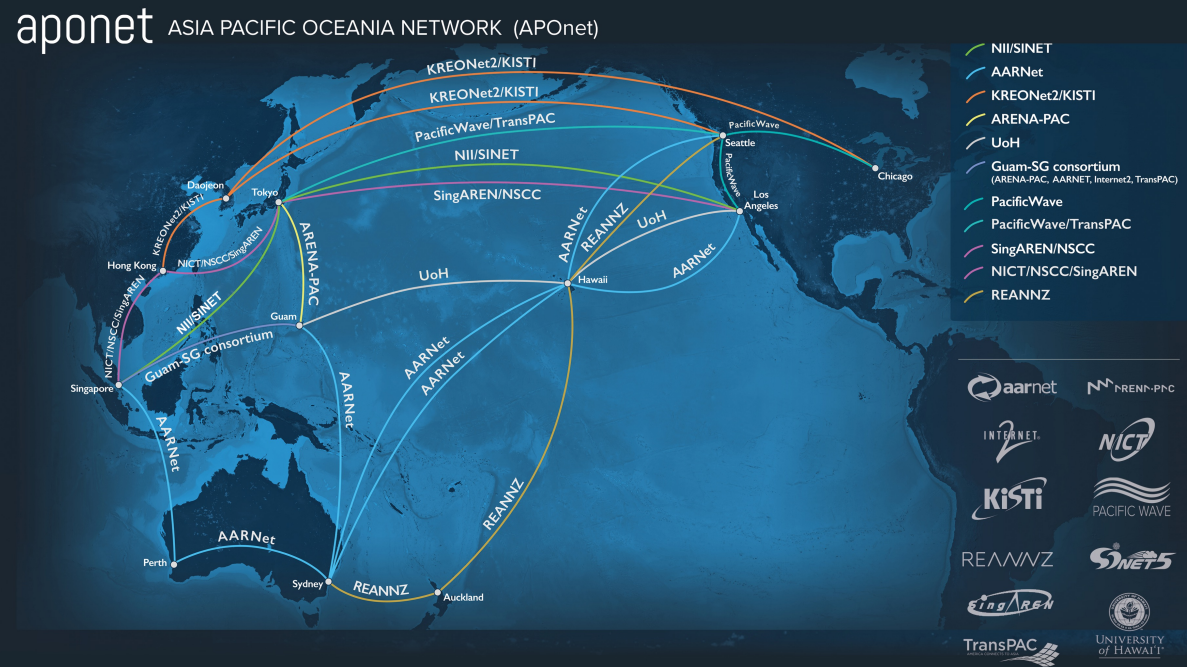 aponet ASIA PACIFIC OCEANIA NETWORK (APOnet)
NII/SINET
AARNet
KREONet2/KISTI
ARENA-PAC
UoH
Guam-SG consortium
(ARENA-PAC, AARNET, Internet2, TransPAC)
PacificWave
PacificWave/TransPAC
SingAREN/NSCC
NICT/NSCC/SingAREN
REANNZ
KREONet2/KISTI
KREONet2/KISTI
PacificWave/TransPAC
NII/SINET
SingAREN/NSCC
PacificWave
Seattle
PacificWave
Chicago
Los
Angeles
Daojeon
Tokyo
KREONet2/KISTI
Hong Kong
NICT/NSCC/SingAREN
ARENA-PAC
NICT/NSCC/SingAREN
NII/SINET
Guam
Guam-SG consortium
Singapore
UoH
AARNet
REANNZ
UoH
AARNet
Hawaii
AARNet
AARNet
AARNet
AARNet
REANNZ
AARNet
Perth
Sydney
REANNZ
Auckland
aarnet
ARENA-PAC
INTERNET
2
NICT
KiSTi
PACIFIC WAVE
REANNZ
SINET5
SingAREN
TransPAC
UNIVERSITY
of HAWAI'I